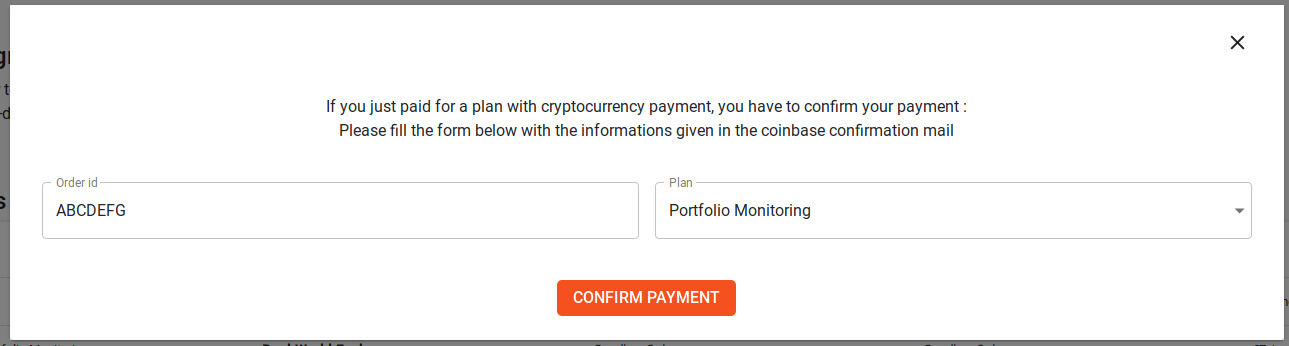 If you just paid for a plan with cryptocurrency payment, you have to confirm your payment :
Please fill the form below with the informations given in the coinbase confirmation mail
Order id
Plan
ABCDEFG
Portfolio Monitoring
CONFIRM PAYMENT